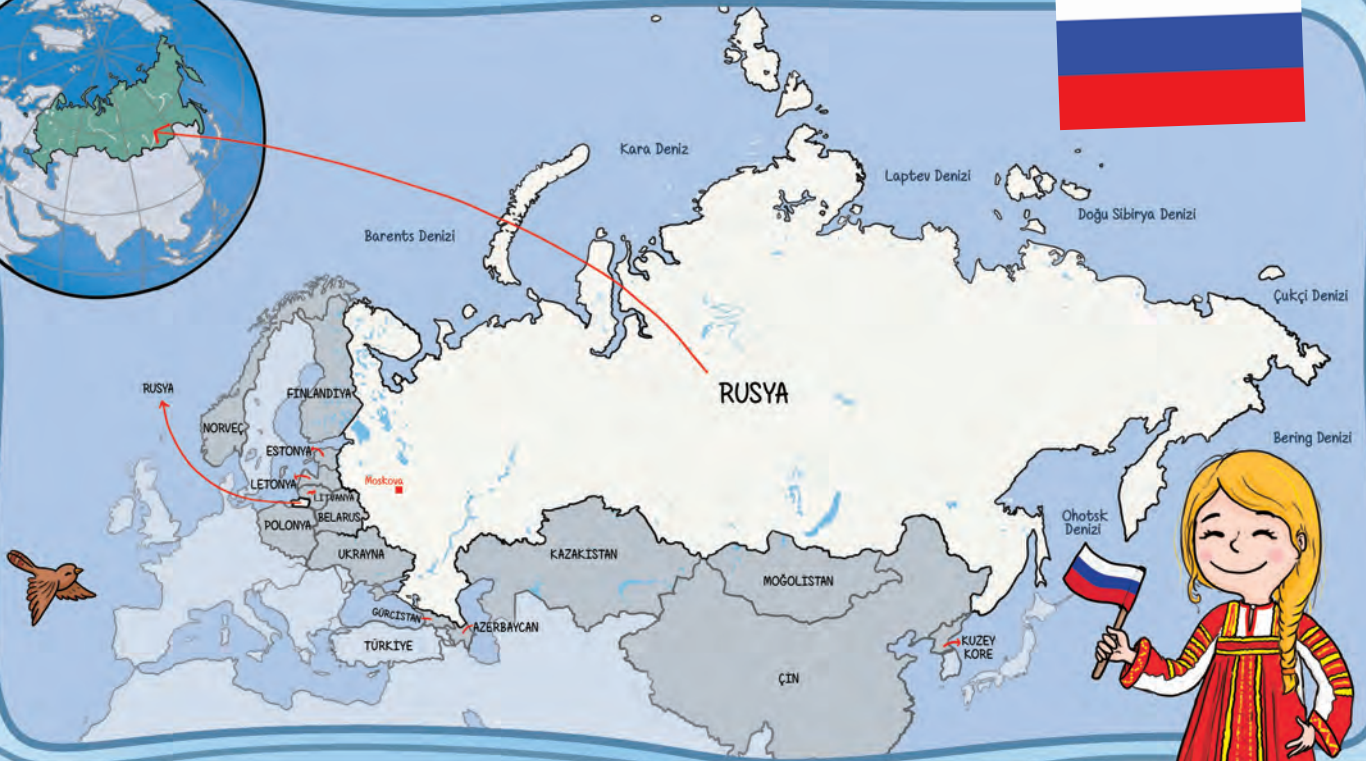 Kara Deniz
Laptev Denizi
Doğu Sibirya Denizi
Barents Denizi
Çukçi Denizi
RUSYA
RUSYA
FİNLANDİYA
NORVEÇ
Bering Denizi
ESTONYA
LETONYA
Moskova
LİTVANYA
BELARUS
POLONYA
Ohotsk
Denizi
UKRAYNA
KAZAKİSTAN
MOĞOLİSTAN
GÜRCİSTAN
AZERBAYCAN
TÜRKİYE
KUZEY
KORE
ÇİN